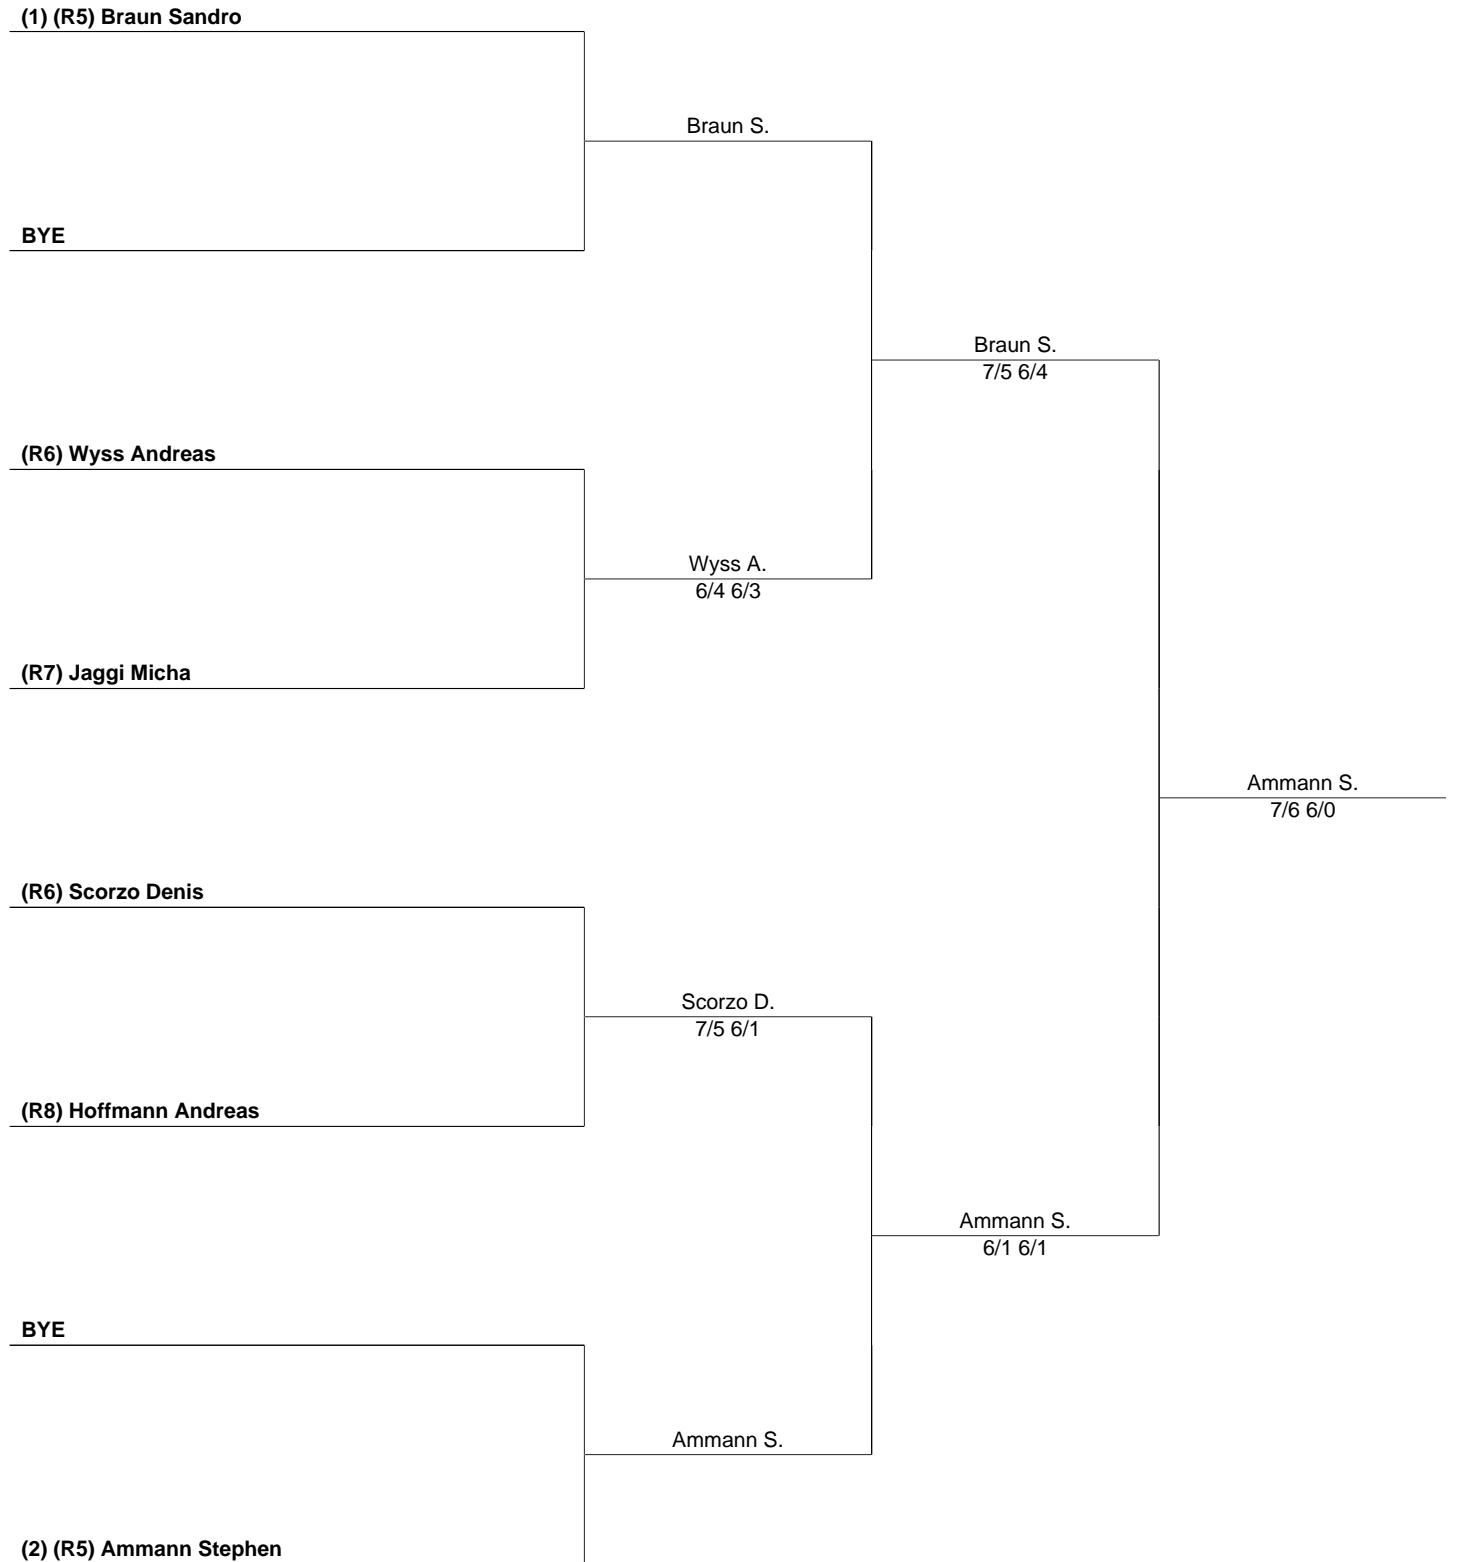 (1) (R5) Braun Sandro
Braun S.
BYE
Braun S.
7/5 6/4
(R6) Wyss Andreas
Wyss A.
6/4 6/3
(R7) Jaggi Micha
Ammann S.
7/6 6/0
(R6) Scorzo Denis
Scorzo D.
7/5 6/1
(R8) Hoffmann Andreas
Ammann S.
6/1 6/1
BYE
Ammann S.
(2) (R5) Ammann Stephen